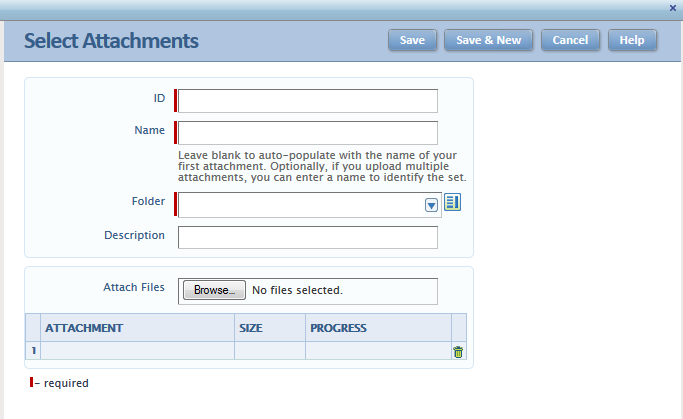 Select Attachments
Save
Save & New
Cancel
Help
ID
Name
Leave blank to auto-populate with the name of your
first attachment. Optionally, if you upload multiple
attachments, you can enter a name to identify the set.
Folder
Description
Attach Files
Browse...
No files selected.
ATTACHMENT
SIZE
PROGRESS
1
- required